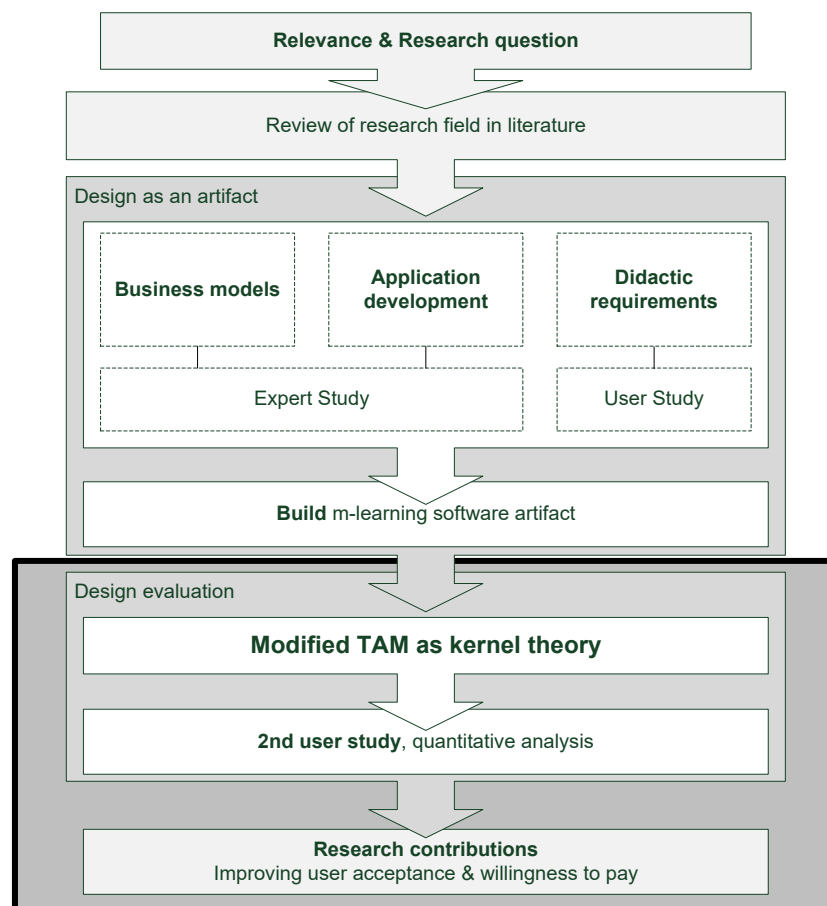 Relevance & Research question
Review of research field in literature
Design as an artifact
Business models
Application
development
Didactic
requirements
Expert Study
User Study
Build m-learning software artifact
Design evaluation
Modified TAM as kernel theory
2nd user study, quantitative analysis
Research contributions
Improving user acceptance & willingness to pay